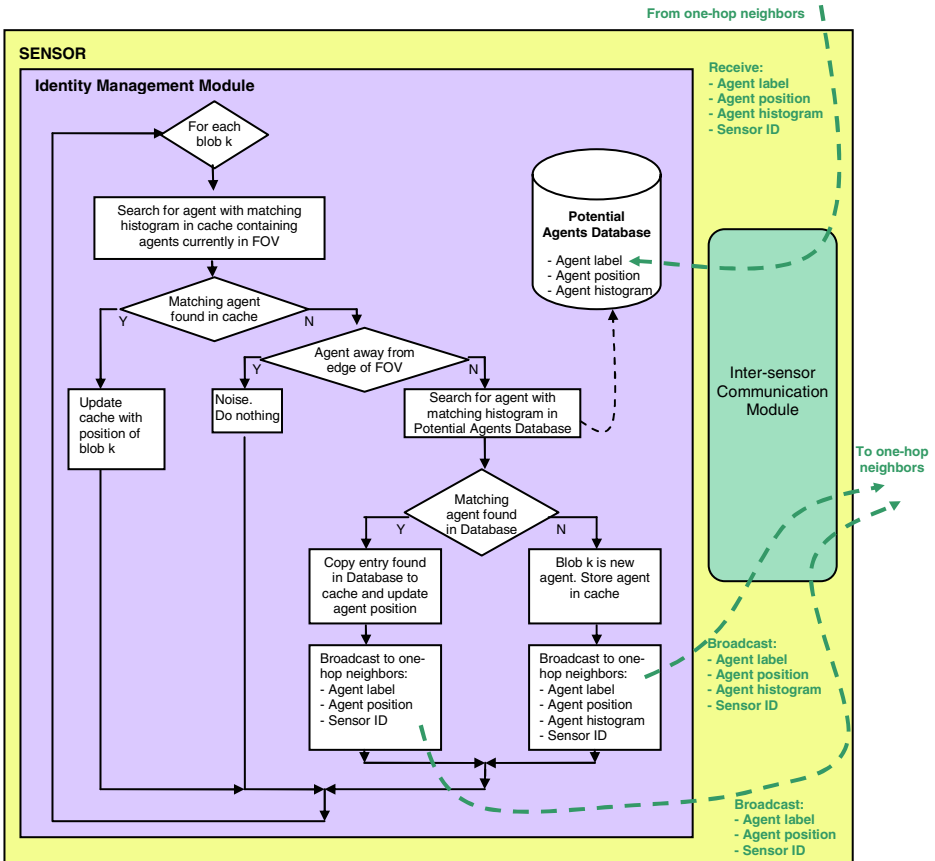 From one-hop neighbors
SENSOR
Identity Management Module
Receive:
- Agent label
- Agent position
- Agent histogram
- Sensor ID
For each
blob k
Search for agent with matching
histogram in cache containing
agents currently in FOV
Potential
Agents Database
- Agent label
- Agent position
- Agent histogram
Matching agent
found in cache
Y
N
Agent away from
edge of FOV
Y
N
Inter-sensor
Communication
Module
Update
cache with
position of
blob k
Noise.
Do nothing
Search for agent with
matching histogram in
Potential Agents Database
To one-hop
neighbors
Matching
agent found
in Database
Y
N
Copy entry found
in Database to
cache and update
agent position
Blob k is new
agent. Store agent
in cache
Broadcast to one-
hop neighbors:
- Agent label
- Agent position
- Sensor ID
Broadcast to one-
hop neighbors:
- Agent label
- Agent position
- Agent histogram
- Sensor ID
Broadcast:
- Agent label
- Agent position
- Agent histogram
- Sensor ID
Broadcast:
- Agent label
- Agent position
- Sensor ID